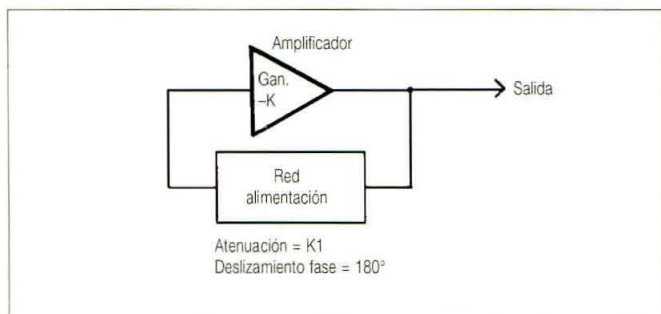 Amplificador
Gan.
–K
Salida
Red
alimentación
Atenuación = K1
Deslizamiento fase = 180°